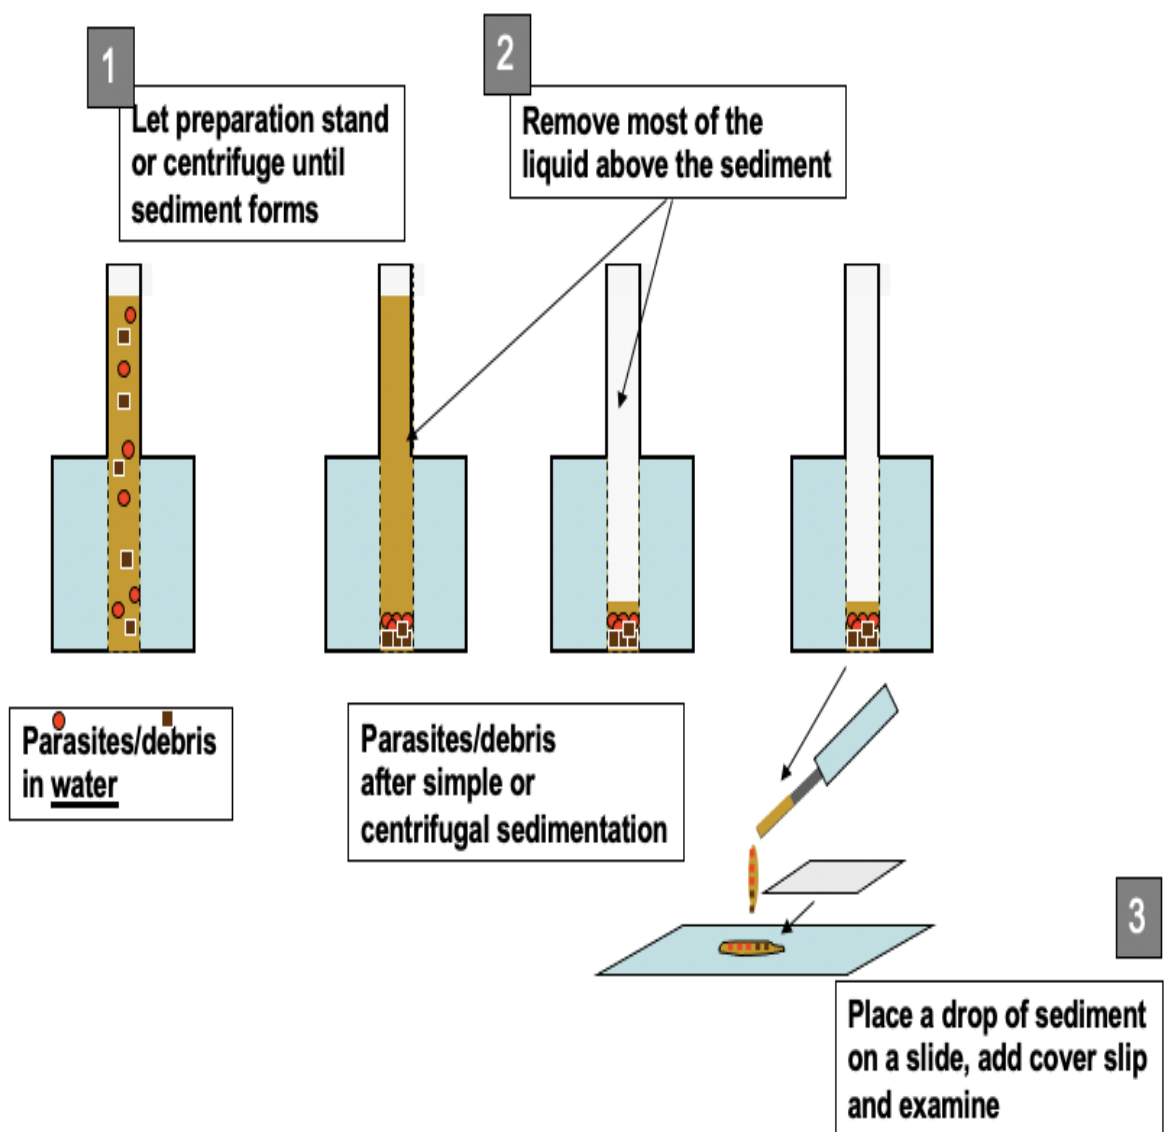 1
Let preparation stand
or centrifuge until
sediment forms
2
Remove most of the
liquid above the sediment
Parasites/debris
in water
Parasites/debris
after simple or
centrifugal sedimentation
3
Place a drop of sediment
on a slide, add cover slip
and examine